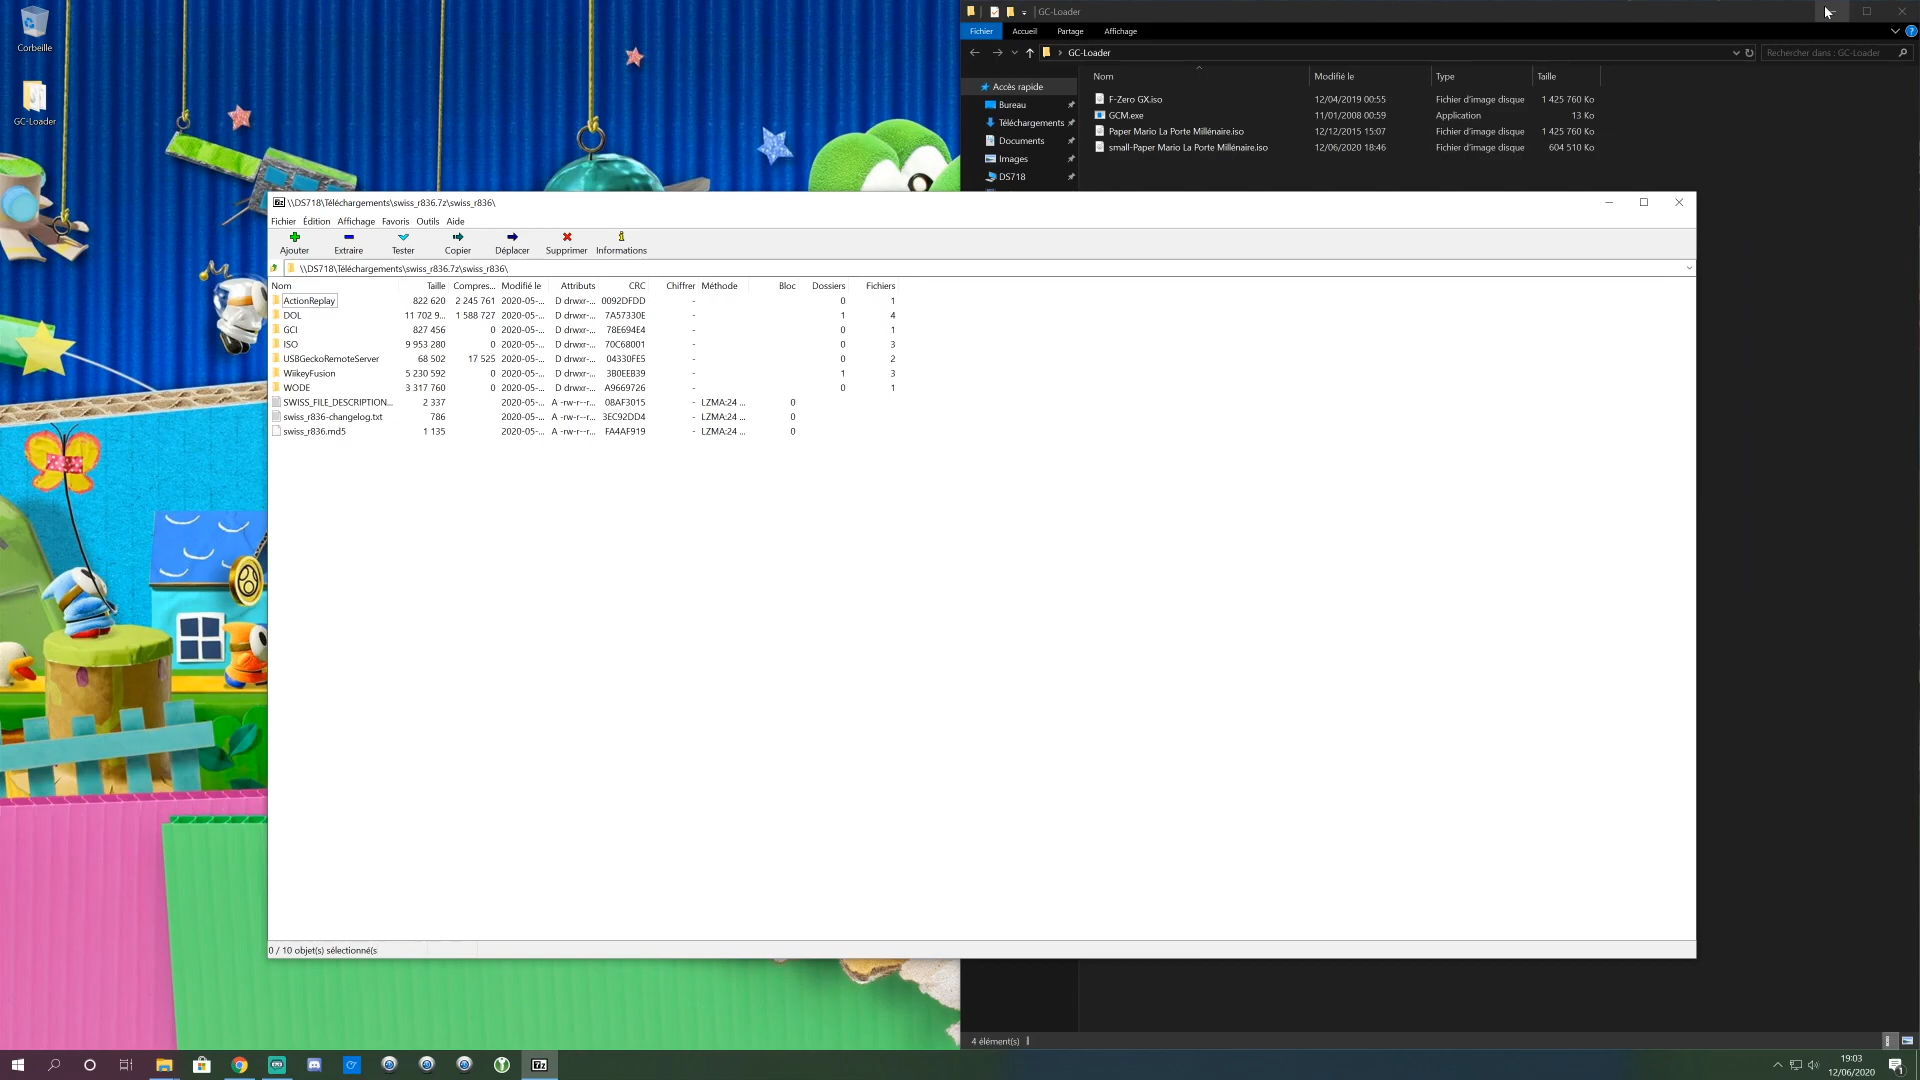 Corbeille
GC-Loader
GC-Loader
Fichier Accueil Partage Affichage
GC-Loader
Rechercher dans : GC-Loader
Nom Modifié le Type Taille
Accès rapide
Bureau
Téléchargements
Documents
Images
DS718
F-Zero GX.iso 12/04/2019 00:55 Fichier d'image disque 1 425 760 Ko
GCM.exe 11/01/2008 00:59 Application 13 Ko
Paper Mario La Porte Millénaire.iso 12/12/2015 15:07 Fichier d'image disque 1 425 760 Ko
small-Paper Mario La Porte Millénaire.iso 12/06/2020 18:46 Fichier d'image disque 604 510 Ko
\\DS718\Téléchargements\swiss_r836.7z\swiss_r836\
Fichier Édition Affichage Favoris Outils Aide
Ajouter Extraire Tester Copier Déplacer Supprimer Informations
\\DS718\Téléchargements\swiss_r836.7z\swiss_r836\
Nom Taille Compres... Modifié le Attributs CRC Chiffrer Méthode Bloc Dossiers Fichiers
ActionReplay 822 620 2 245 761 2020-05-... D drwxr-... 0092DFDD - 0 1
DOL 11 702 9... 1 588 727 2020-05-... D drwxr-... 7A57330E - 1 4
GCI 827 456 0 2020-05-... D drwxr-... 78E694E4 - 0 1
ISO 9 953 280 0 2020-05-... D drwxr-... 70C68001 - 0 3
USBGeckoRemoteServer 68 502 17 525 2020-05-... D drwxr-... 04330FE5 - 0 2
WiikeyFusion 5 230 592 0 2020-05-... D drwxr-... 3B0EEB39 - 1 3
WODE 3 317 760 0 2020-05-... D drwxr-... A9669726 - 0 1
SWISS_FILE_DESCRIPTION... 2 337 2020-05-... A -rw-r--r... 08AF3015 - LZMA:24 ... 0
swiss_r836-changelog.txt 786 2020-05-... A -rw-r--r... 3EC92DD4 - LZMA:24 ... 0
swiss_r836.md5 1 135 2020-05-... A -rw-r--r... FA4AF919 - LZMA:24 ... 0
0 / 10 objet(s) sélectionné(s
4 élément(s)
19:03
12/06/2020